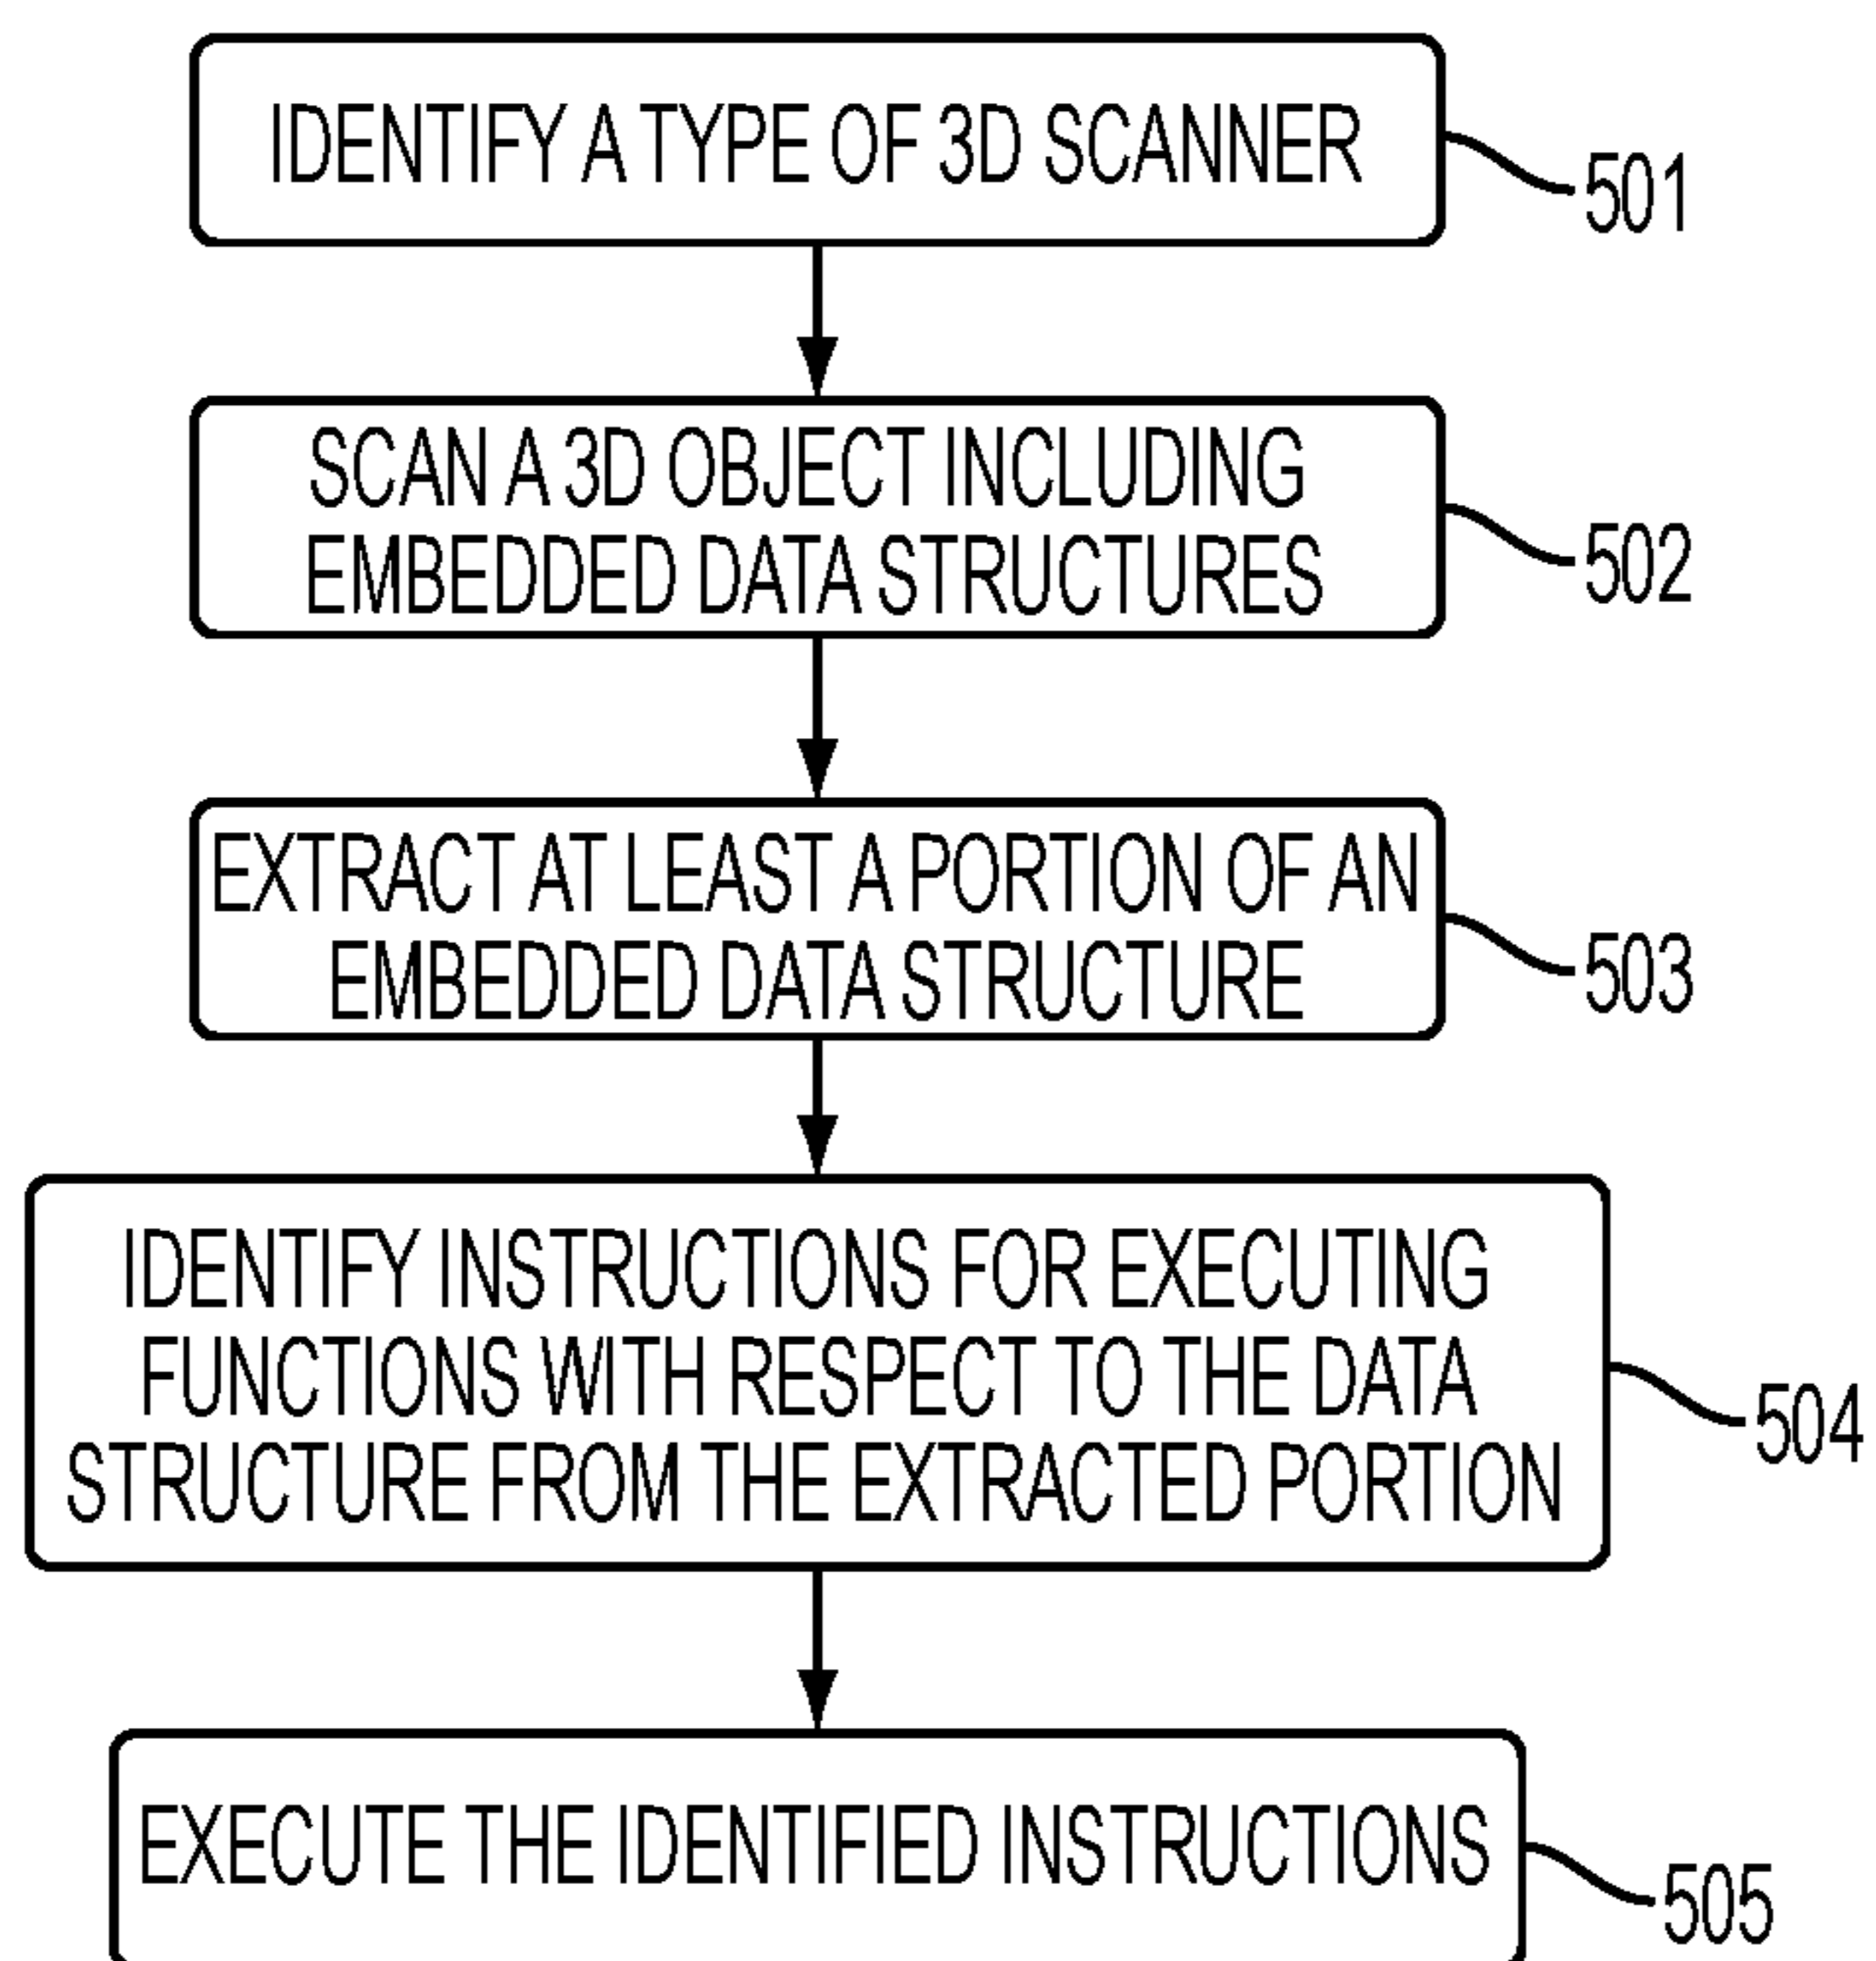 IDENTIFY A TYPE OF 3D SCANNER
501
SCAN A 3D OBJECT INCLUDING
EMBEDDED DATA STRUCTURES
502
EXTRACT AT LEAST A PORTION OF AN
EMBEDDED DATA STRUCTURE
503
IDENTIFY INSTRUCTIONS FOR EXECUTING
FUNCTIONS WITH RESPECT TO THE DATA
STRUCTURE FROM THE EXTRACTED PORTION
504
EXECUTE THE IDENTIFIED INSTRUCTIONS
505